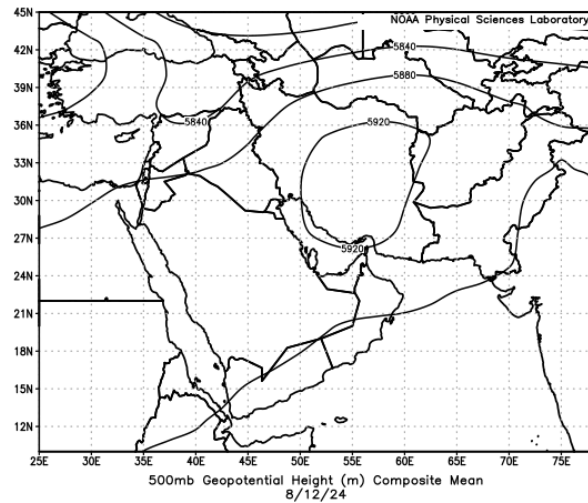 NOAA Physical Sciences Laboratory
45N
42N
39N
36N
33N
30N
27N
24N
21N
18N
15N
12N
5840
5880
5840
5920
5920
25E 30E 35E 40E 45E 50E 55E 60E 65E 70E 75E
500mb Geopotential Height (m) Composite Mean
8/12/24